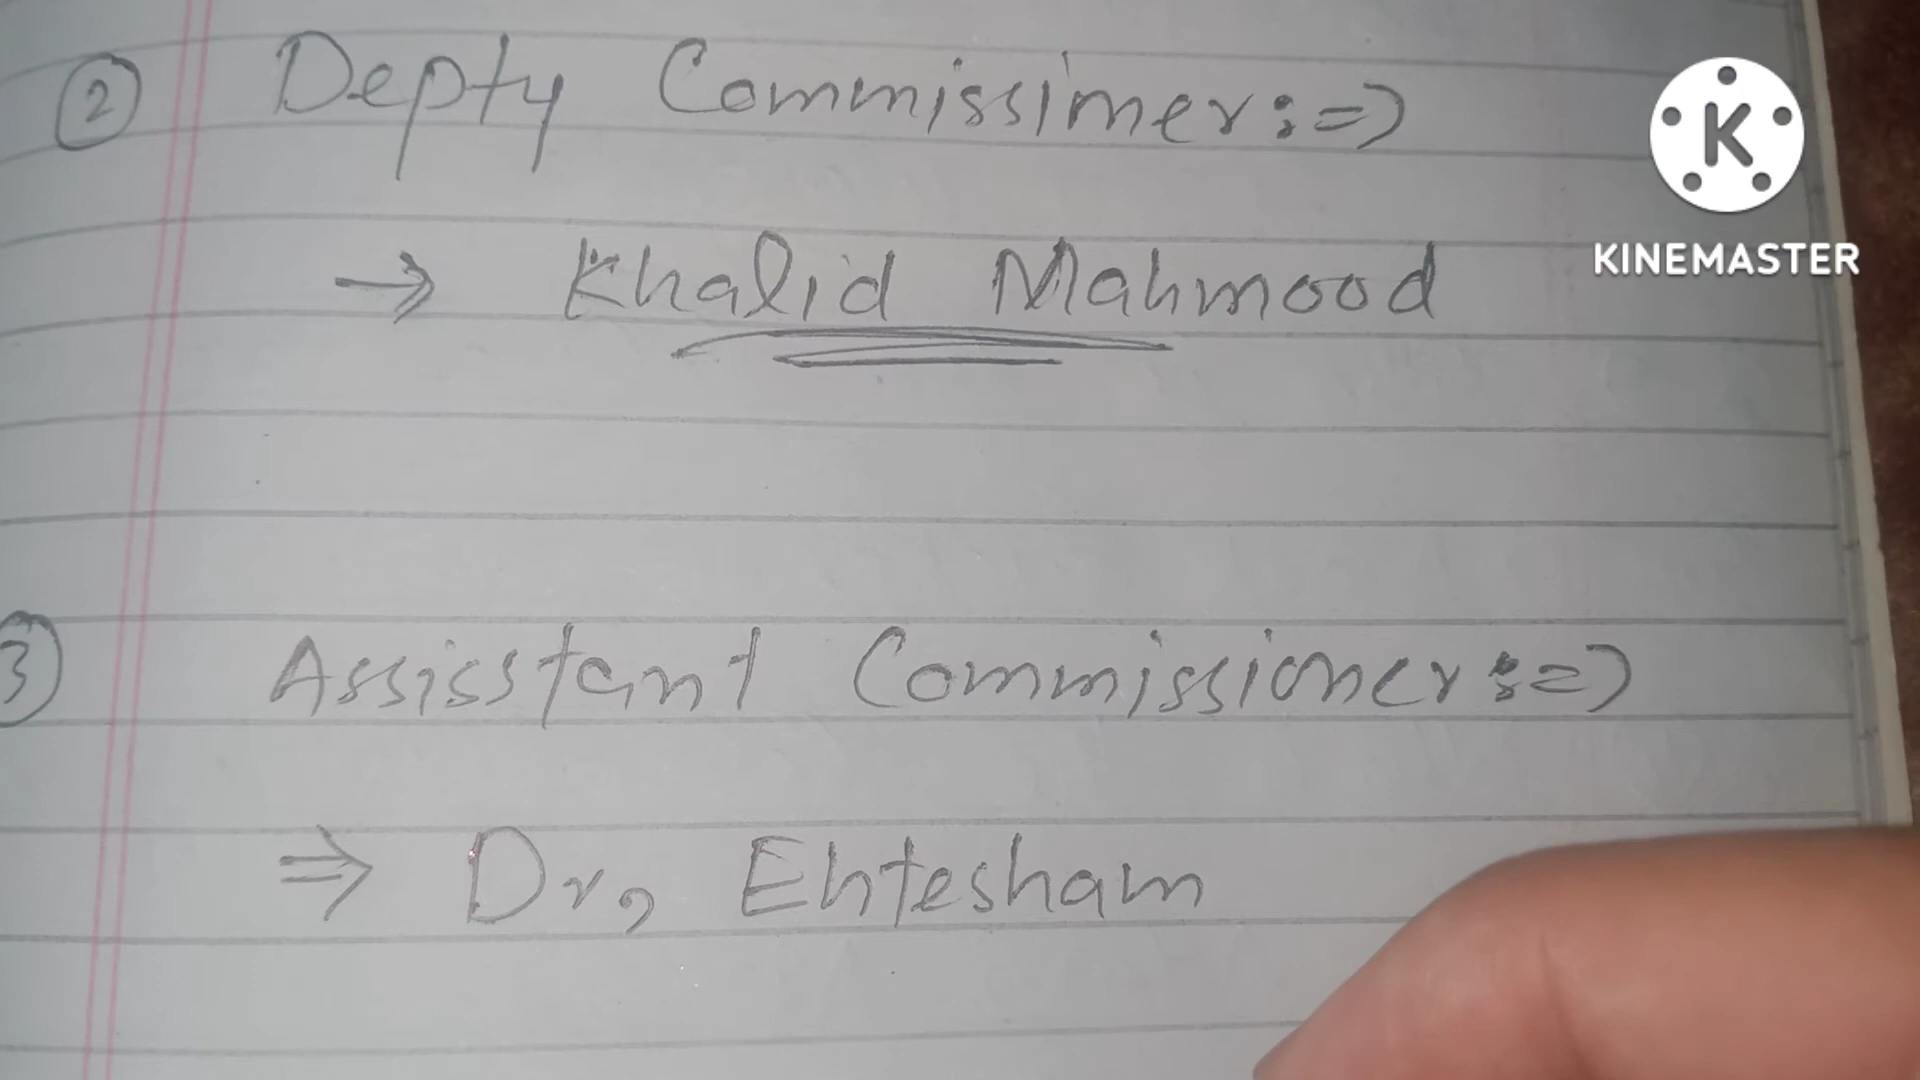 ② Depty Commissimer:=)
→ Khalid Mahmood
③ Assisstant Commissioner:=)
⇒ Dr, Ehtesham
K
KINEMASTER